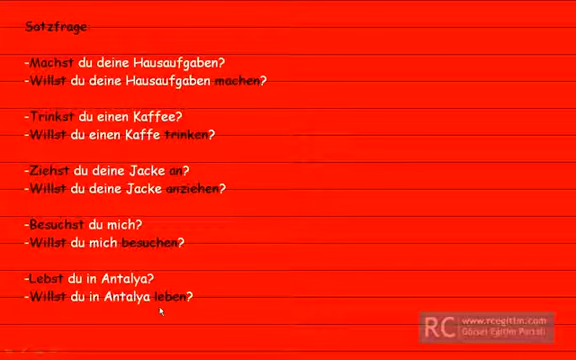 Satzfrage
-Machst du deine Hausaufgaben?
-Willst du deine Hausaufgaben machen?
-Trinkst du einen Kaffee?
-Willst du einen Kaffe trinken?
-Ziehst du deine Jacke an?
-Willst du deine Jacke anziehen?
-Besuchst du mich?
-Willst du mich besuchen?
-Lebst du in Antalya?
-Willst du in Antalya leben?
RC www.rcegitim.com
Görsel Eğitim Portalı